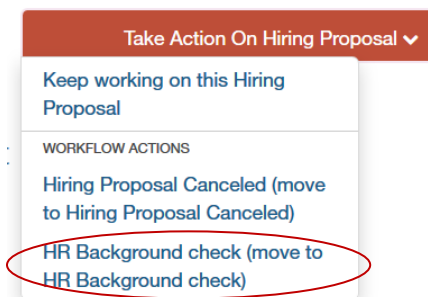 Take Action On Hiring Proposal
Keep working on this Hiring
Proposal
WORKFLOW ACTIONS
Hiring Proposal Canceled (move
to Hiring Proposal Canceled)
HR Background check (move to
HR Background check)